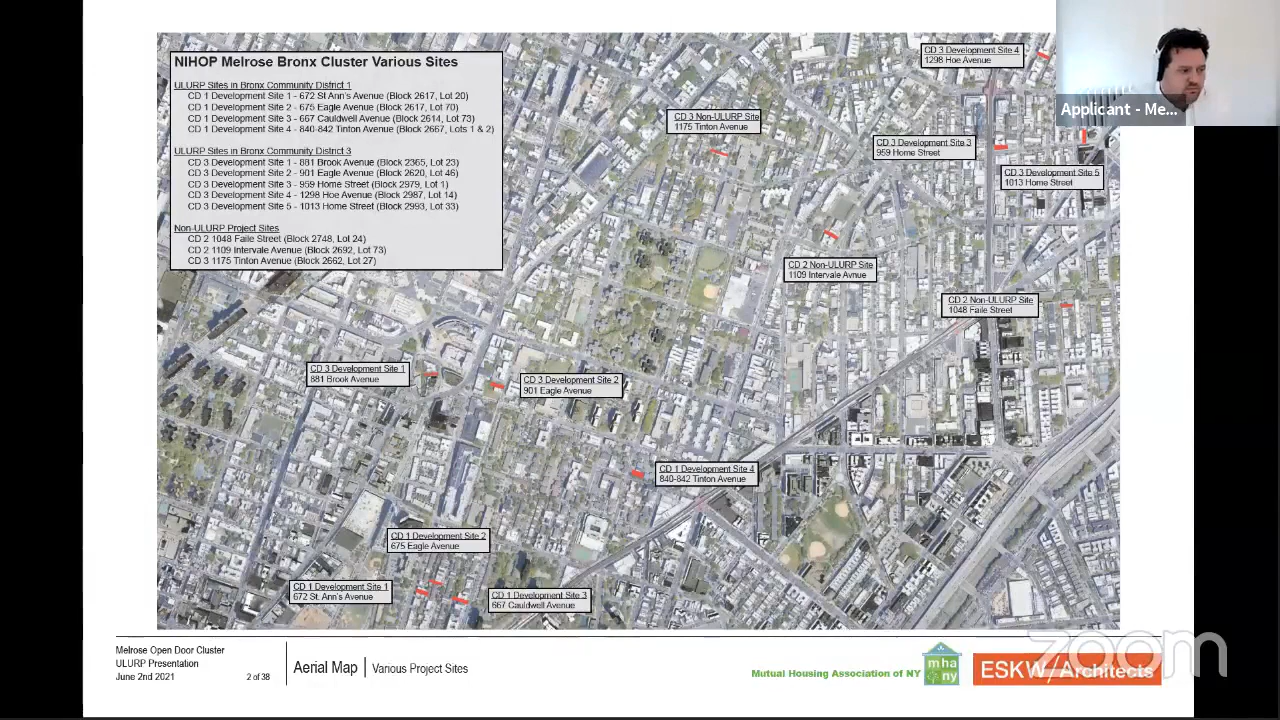 NIHOP Melrose Bronx Cluster Various Sites
ULURP Sites in Bronx Community District 1
CD 1 Development Site 1 - 672 St Ann's Avenue (Block 2617, Lot 20)
CD 1 Development Site 2 - 675 Eagle Avenue (Block 2617, Lot 70)
CD 1 Development Site 3 - 667 Cauldwell Avenue (Block 2614, Lot 73)
CD 1 Development Site 4 - 840-842 Tinton Avenue (Block 2667, Lots 1 & 2)
ULURP Sites in Bronx Community District 3
CD 3 Development Site 1 - 881 Brook Avenue (Block 2365, Lot 23)
CD 3 Development Site 2 - 901 Eagle Avenue (Block 2620, Lot 46)
CD 3 Development Site 3 - 959 Home Street (Block 2979, Lot 1)
CD 3 Development Site 4 - 1298 Hoe Avenue (Block 2987, Lot 14)
CD 3 Development Site 5 - 1013 Home Street (Block 2993, Lot 33)
Non-ULURP Project Sites
CD 2 1048 Faile Street (Block 2748, Lot 24)
CD 2 1109 Intervale Avenue (Block 2692, Lot 73)
CD 3 1175 Tinton Avenue (Block 2662, Lot 27)
CD 3 Development Site 4
1298 Hoe Avenue
Applicant - Me...
CD 3 Non-ULURP Site
1175 Tinton Avenue
CD 3 Development Site 3
959 Home Street
CD 3 Development Site 5
1013 Home Street
CD 2 Non-ULURP Site
1109 Intervale Avnue
CD 2 Non-ULURP Site
1048 Faile Street
CD 3 Development Site 1
881 Brook Avenue
CD 3 Development Site 2
901 Eagle Avenue
CD 1 Development Site 4
840-842 Tinton Avenue
CD 1 Development Site 2
675 Eagle Avenue
CD 1 Development Site 1
672 St. Ann's Avenue
CD 1 Development Site 3
667 Cauldwell Avenue
Melrose Open Door Cluster
ULURP Presentation
June 2nd 2021
2 of 38
Aerial Map | Various Project Sites
Mutual Housing Association of NY
mha
ny
ESKW/Architects
zoom